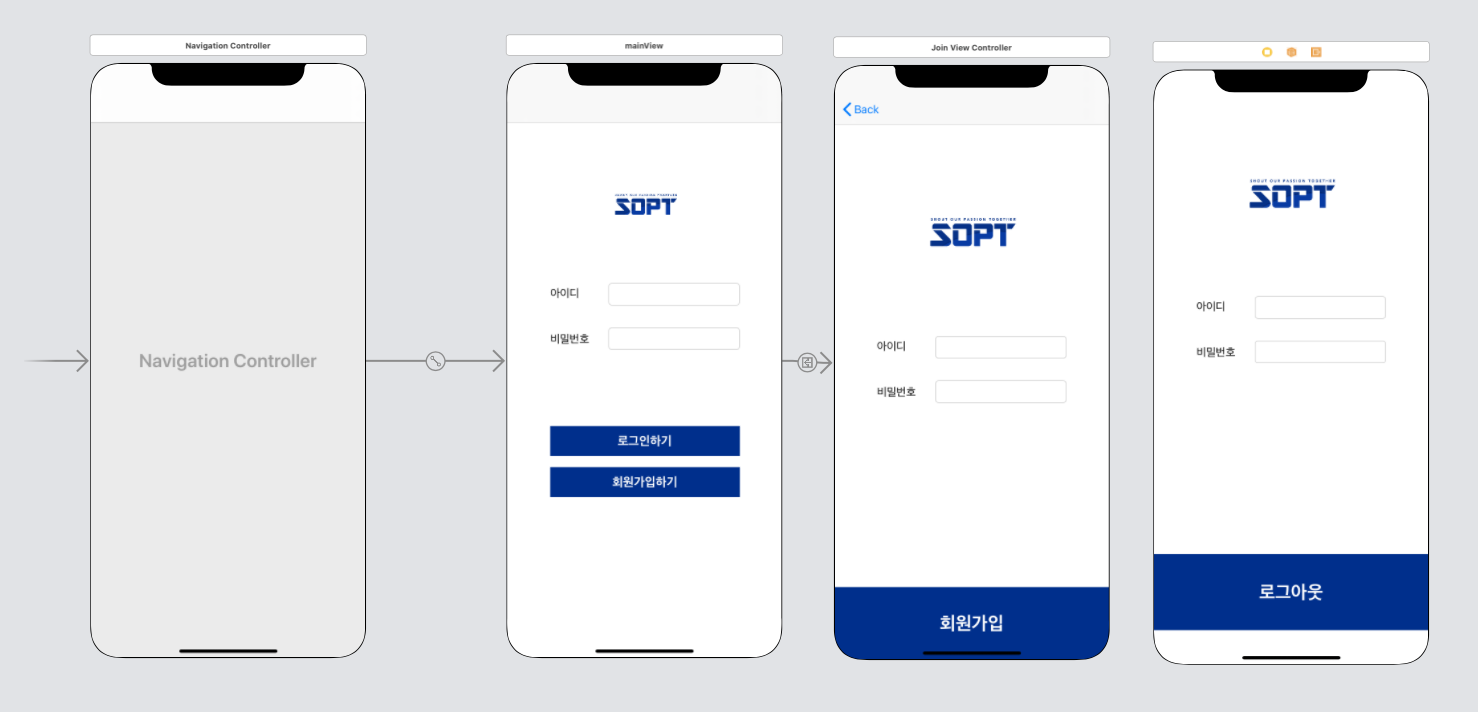 Navigation Controller
Navigation Controller
mainView
SHOUT OUR PASSION TOGETHER
SOPT
아이디
비밀번호
로그인하기
회원가입하기
Join View Controller
Back
SHOUT OUR PASSION TOGETHER
SOPT
아이디
비밀번호
회원가입
SHOUT OUR PASSION TOGETHER
SOPT
아이디
비밀번호
로그아웃